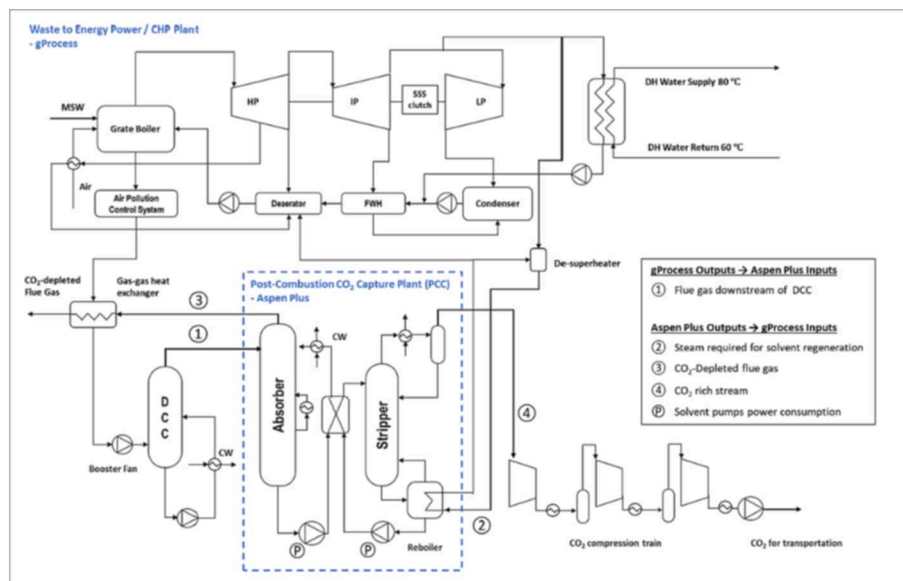 Waste to Energy Power / CHP Plant
- gProcess
MSW
Grate Boiler
Air
Air Pollution
Control System
HP
IP
SSS
clutch
LP
DH Water Supply 80 °C
DH Water Return 60 °C
Deaerator
FWH
Condenser
De-superheater
CO₂-depleted
Flue Gas
Gas-gas heat
exchanger
③
①
Post-Combustion CO₂ Capture Plant (PCC)
- Aspen Plus
CW
Absorber
Stripper
D
C
C
CW
Booster Fan
P
P
Reboiler
②
④
CO₂ compression train
CO₂ for transportation
gProcess Outputs → Aspen Plus Inputs
① Flue gas downstream of DCC
Aspen Plus Outputs → gProcess Inputs
② Steam required for solvent regeneration
③ CO₂-Depleted flue gas
④ CO₂ rich stream
Ⓟ Solvent pumps power consumption